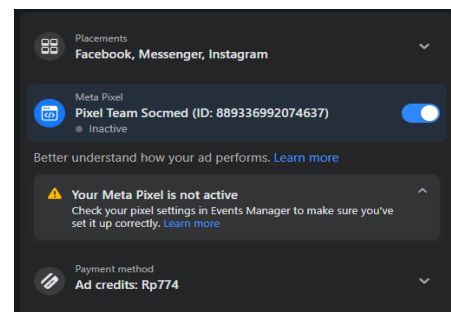 Placements
Facebook, Messenger, Instagram
Meta Pixel
Pixel Team Socmed (ID: 889336992074637)
Inactive
Better understand how your ad performs. Learn more
Your Meta Pixel is not active
Check your pixel settings in Events Manager to make sure you've
set it up correctly. Learn more
Payment method
Ad credits: Rp774